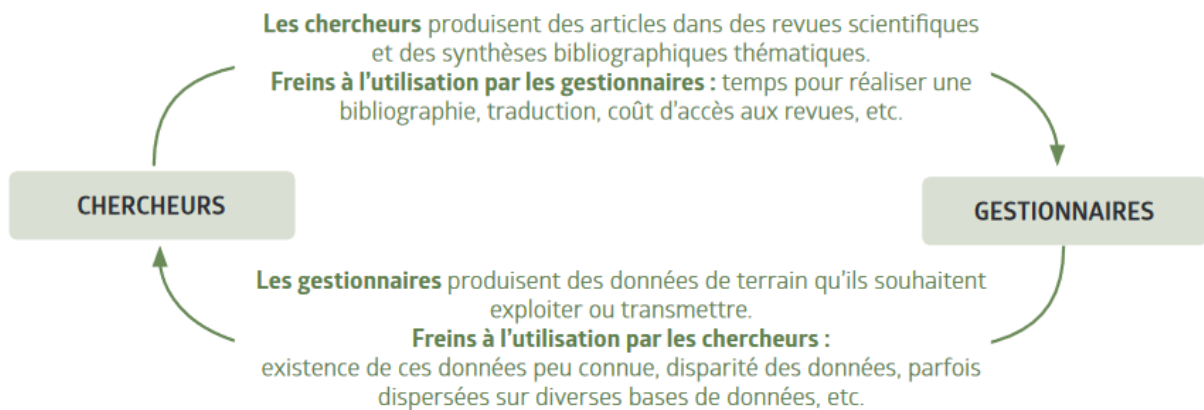 Les chercheurs produisent des articles dans des revues scientifiques
et des synthèses bibliographiques thématiques.
Freins à l'utilisation par les gestionnaires : temps pour réaliser une
bibliographie, traduction, coût d'accès aux revues, etc.
CHERCHEURS
GESTIONNAIRES
Les gestionnaires produisent des données de terrain qu'ils souhaitent
exploiter ou transmettre.
Freins à l'utilisation par les chercheurs :
existence de ces données peu connue, disparité des données, parfois
dispersées sur diverses bases de données, etc.